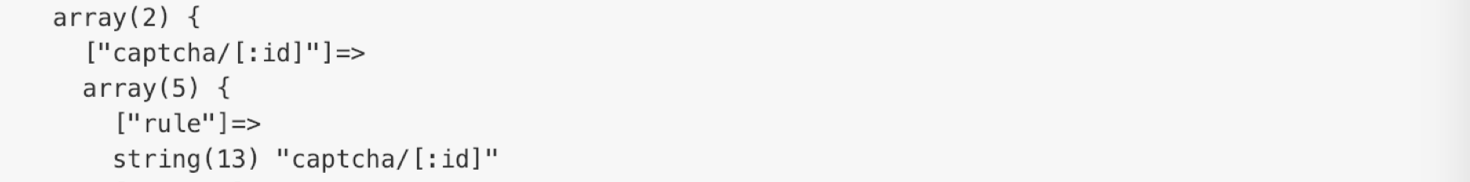 array(2) {
["captcha/[:id]"]=>
array(5) {
["rule"]=>
string(13) "captcha/[:id]"